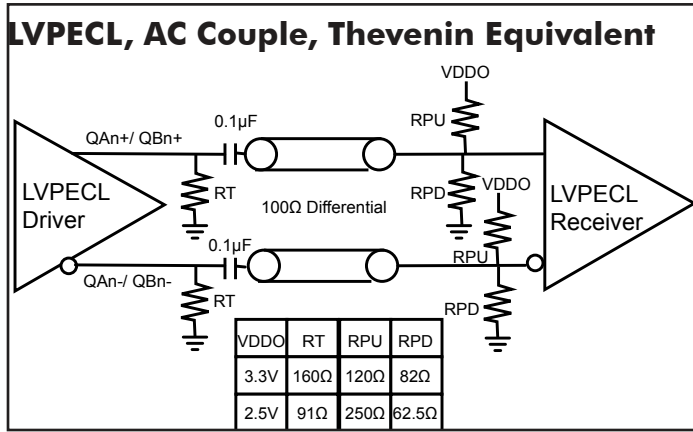 LVPECL, AC Couple, Thevenin Equivalent
VDDO
0.1µF
QAn+/ QBn+
RPU
LVPECL
Driver
RT
100Ω Differential
RPD
VDDO
LVPECL
Receiver
0.1µF
RPU
QAn-/ QBn-
RT
RPD
VDDO RT RPU RPD
3.3V 160Ω 120Ω 82Ω
2.5V 91Ω 250Ω 62.5Ω